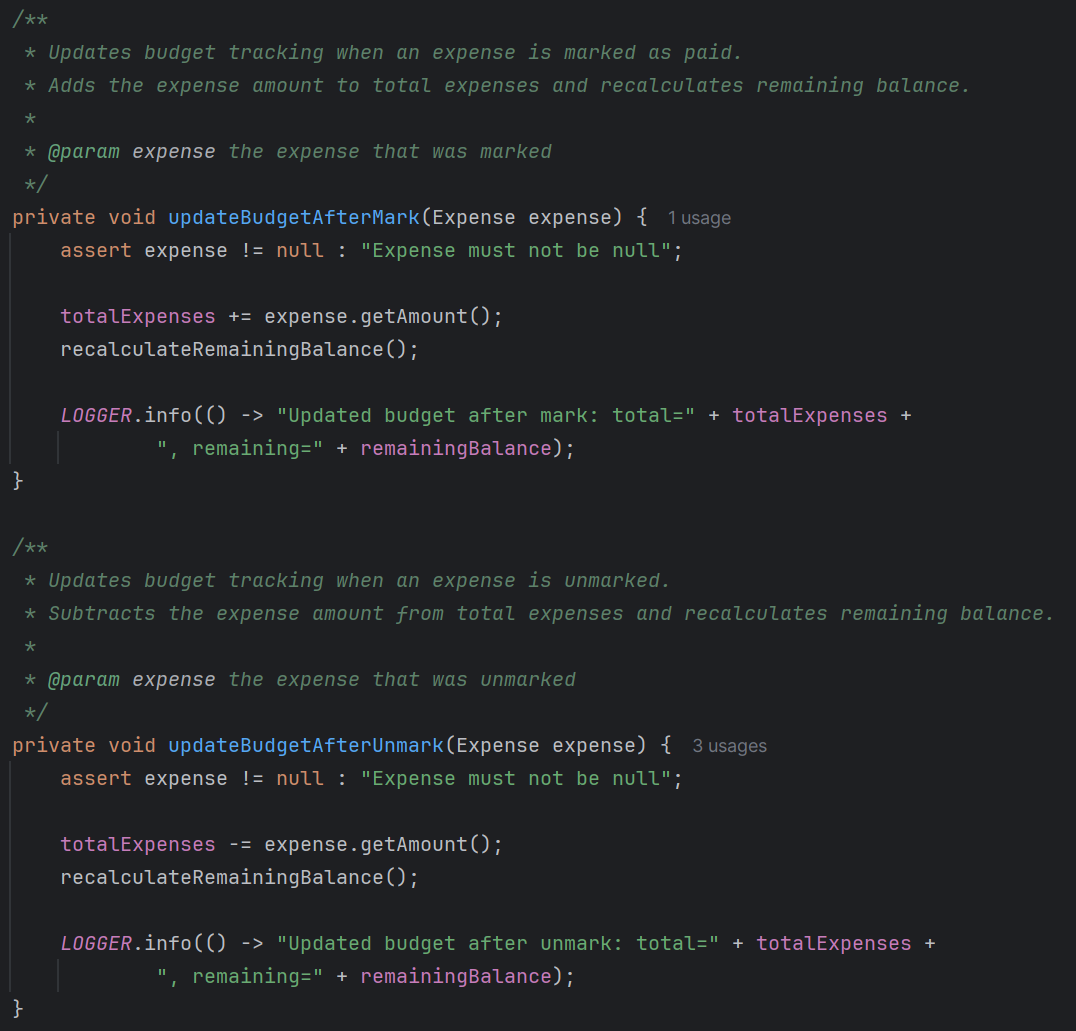 /**
 * Updates budget tracking when an expense is marked as paid.
 * Adds the expense amount to total expenses and recalculates remaining balance.
 *
 * @param expense the expense that was marked
 */
private void updateBudgetAfterMark(Expense expense) {  1 usage
    assert expense != null : "Expense must not be null";

    totalExpenses += expense.getAmount();
    recalculateRemainingBalance();

    LOGGER.info(() -> "Updated budget after mark: total=" + totalExpenses +
            ", remaining=" + remainingBalance);
}

/**
 * Updates budget tracking when an expense is unmarked.
 * Subtracts the expense amount from total expenses and recalculates remaining balance.
 *
 * @param expense the expense that was unmarked
 */
private void updateBudgetAfterUnmark(Expense expense) {  3 usages
    assert expense != null : "Expense must not be null";

    totalExpenses -= expense.getAmount();
    recalculateRemainingBalance();

    LOGGER.info(() -> "Updated budget after unmark: total=" + totalExpenses +
            ", remaining=" + remainingBalance);
}